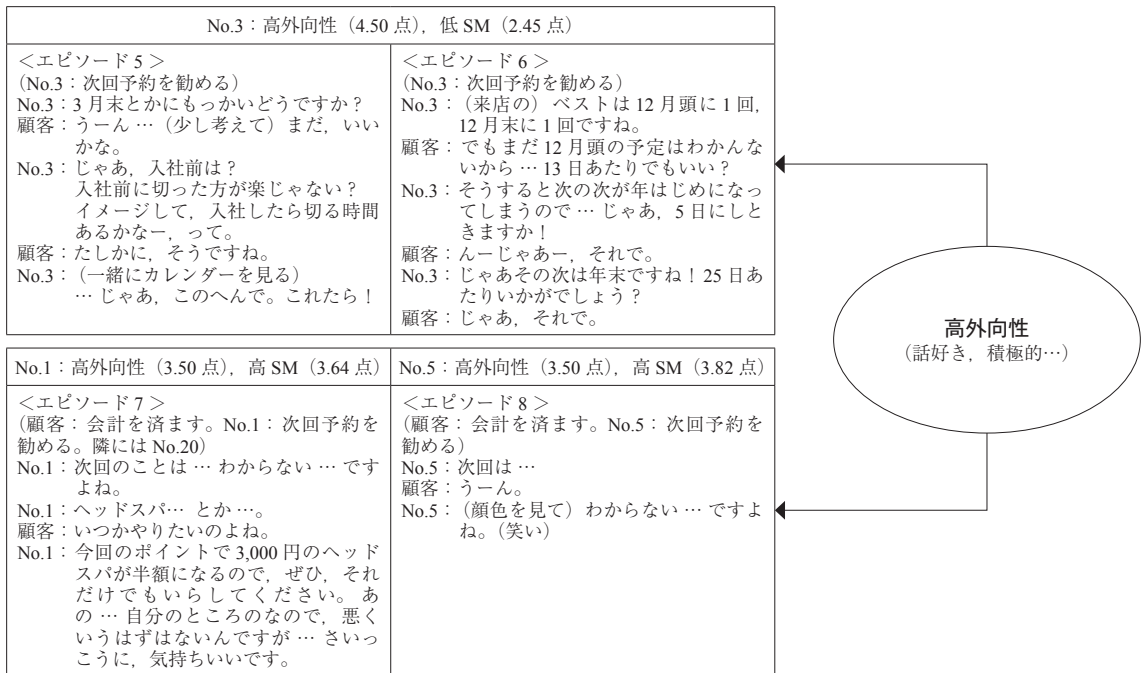 No.3：高外向性（4.50 点），低 SM（2.45 点）
＜エピソード 5 ＞
(No.3：次回予約を勧める）
No.3：3 月末とかにもっかいどうですか？
顧客：うーん …（少し考えて）まだ，いい
かな。
No.3：じゃあ，入社前は？
入社前に切った方が楽じゃない？
イメージして，入社したら切る時間
あるかなー，って。
顧客：たしかに，そうですね。
No.3：（一緒にカレンダーを見る）
… じゃあ，このへんで。これたら！
＜エピソード 6 ＞
(No.3：次回予約を勧める）
No.3：（来店の）ベストは 12 月頭に 1 回，
12 月末に 1 回ですね。
顧客：でもまだ 12 月頭の予定はわかんな
いから … 13 日あたりでもいい？
No.3：そうすると次の次が年はじめになっ
てしまうので … じゃあ，5 日にしと
きますか！
顧客：んーじゃあー，それで。
No.3：じゃあその次は年末ですね！25 日あ
たりいかがでしょう？
顧客：じゃあ，それで。
No.1：高外向性（3.50 点），高 SM（3.64 点）
＜エピソード 7 ＞
(顧客：会計を済ます。No.1：次回予約を
勧める。隣には No.20）
No.1：次回のことは … わからない … です
よね。
No.1：ヘッドスパ… とか …。
顧客：いつかやりたいのよね。
No.1：今回のポイントで 3,000 円のヘッド
スパが半額になるので，ぜひ，それ
だけでもいらしてください。あ
の … 自分のところのなので，悪く
いうはずはないんですが … さいっ
こうに，気持ちいいです。
No.5：高外向性（3.50 点），高 SM（3.82 点）
＜エピソード 8 ＞
(顧客：会計を済ます。No.5：次回予約を
勧める）
No.5：次回は …
顧客：うーん。
No.5：（顔色を見て）わからない … ですよ
ね。（笑い）
高外向性
（話好き，積極的…）